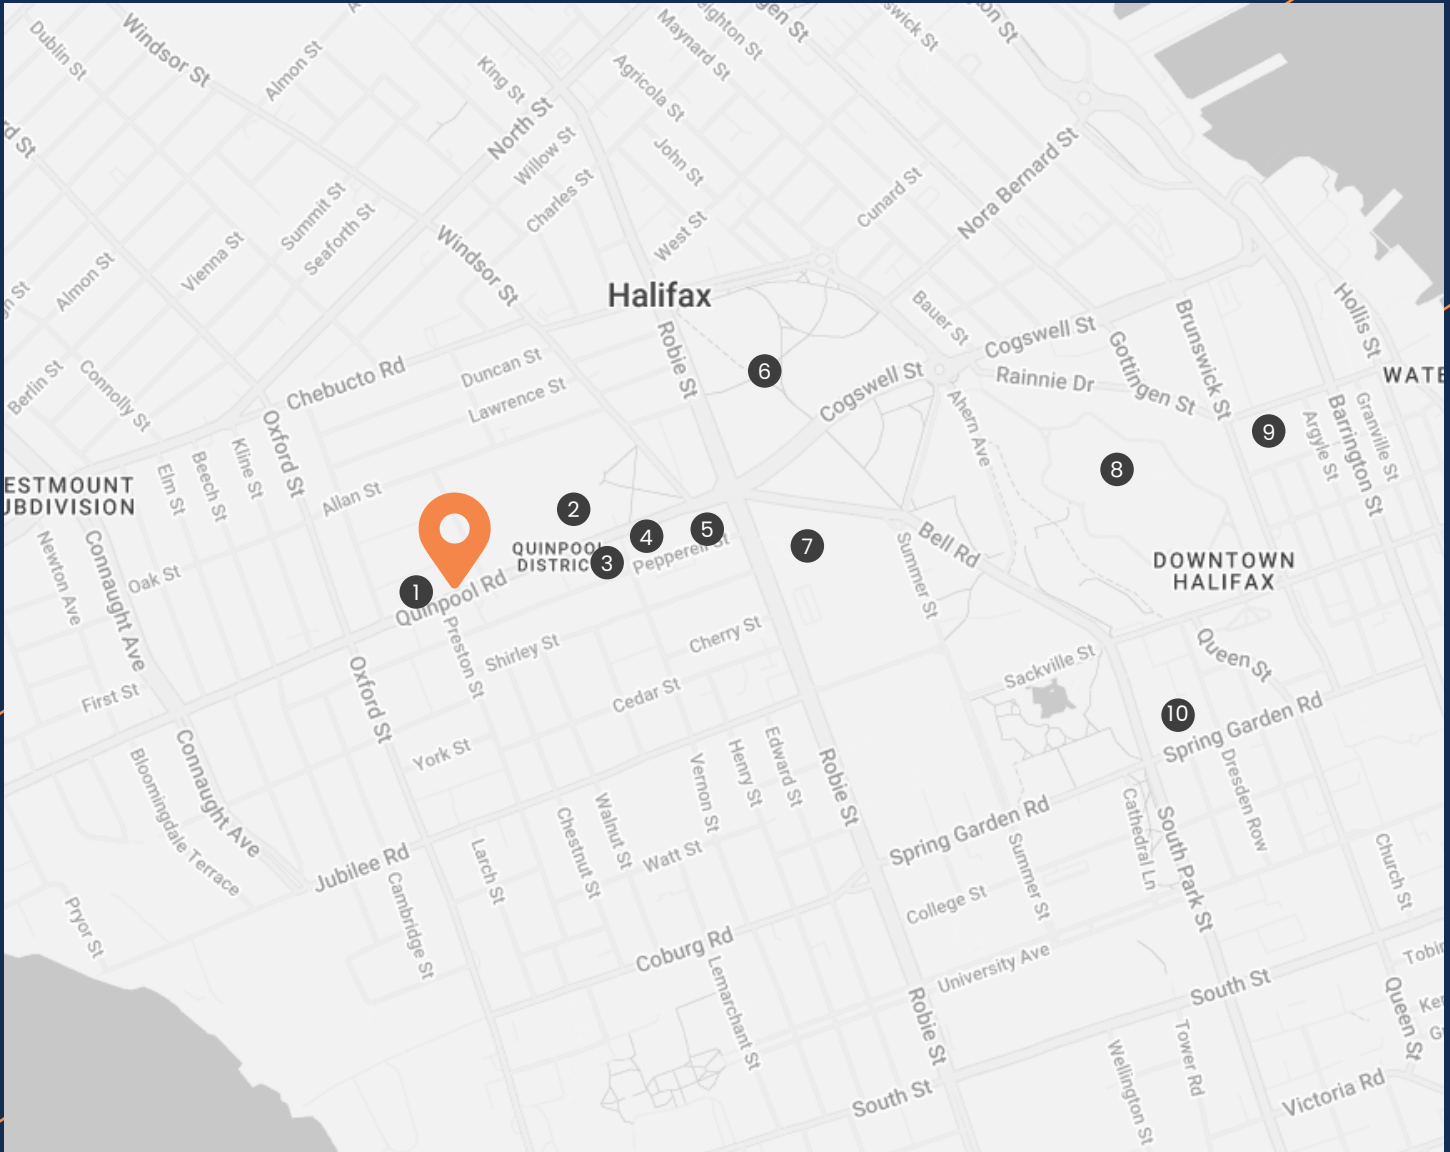 Dublin St
Windsor St
Almon St
King St
North St
Maynard St
Agricola St
Willow St
John St
Charles St
West St
Cunard St
Nora Bernard St
Summit St
Seaforth St
Vienna St
Almon St
Windsor St
Halifax
Robie St
Bauer St
Cogswell St
Brunswick St
Hollis St
Berlin St
Connolly St
Chebucto Rd
Duncan St
Lawrence St
6
Cogswell St
Rainnie Dr
Gottingen St
Ahern Ave
9
Argyle St
Barrington St
Granville St
Oxford St
Kline St
Beech St
Elm St
Allan St
8
2
4
5
7
3
1
QUINPOOL
Pepperell St
Quinpool Rd
Bell Rd
Summer St
DOWNTOWN
HALIFAX
Newton Ave
Connaught Ave
Oak St
Preston St
Shirley St
Cherry St
Cedar St
Sackville St
Queen St
First St
Oxford St
York St
10
Spring Garden Rd
Dresden Row
Connaught Ave
Bloomingdale Terrace
Vernon St
Henry St
Edward St
Robie St
Chestnut St
Walnut St
Watt St
Spring Garden Rd
Cathedral Ln
South Park St
Jubilee Rd
Larch St
Cambridge St
College St
Summer St
Church St
Pryor St
Coburg Rd
Lemarchant St
University Ave
Robie St
South St
Queen St
Tower Rd
Wellington St
Victoria Rd
South St